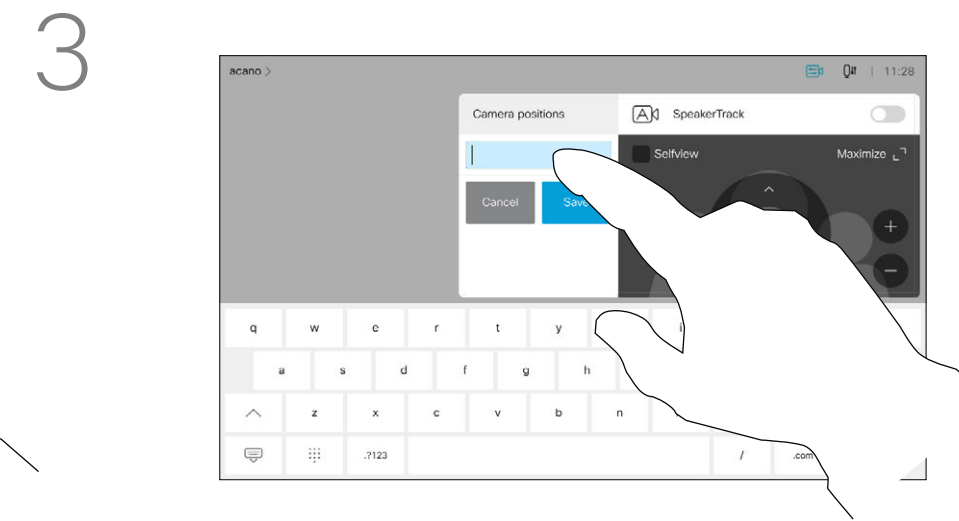 3
acano >
11:28
Camera positions
SpeakerTrack
Selfview
Maximize
Cancel
Save
+
−
q w e r t y i
a s d f g h
z x c v b n
.?123 / .com